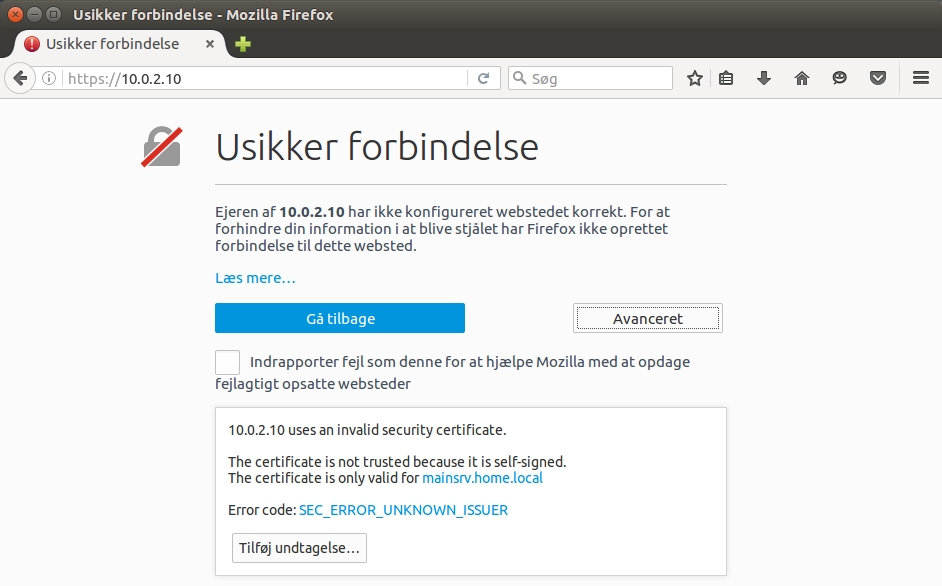 Usikker forbindelse - Mozilla Firefox
Usikker forbindelse
https://10.0.2.10
Søg
Usikker forbindelse
Ejeren af 10.0.2.10 har ikke konfigureret webstedet korrekt. For at
forhindre din information i at blive stjålet har Firefox ikke oprettet
forbindelse til dette websted.
Læs mere…
Gå tilbage
Avanceret
Indrapporter fejl som denne for at hjælpe Mozilla med at opdage
fejlagtigt opsatte websteder
10.0.2.10 uses an invalid security certificate.
The certificate is not trusted because it is self-signed.
The certificate is only valid for mainsrv.home.local
Error code: SEC_ERROR_UNKNOWN_ISSUER
Tilføj undtagelse…